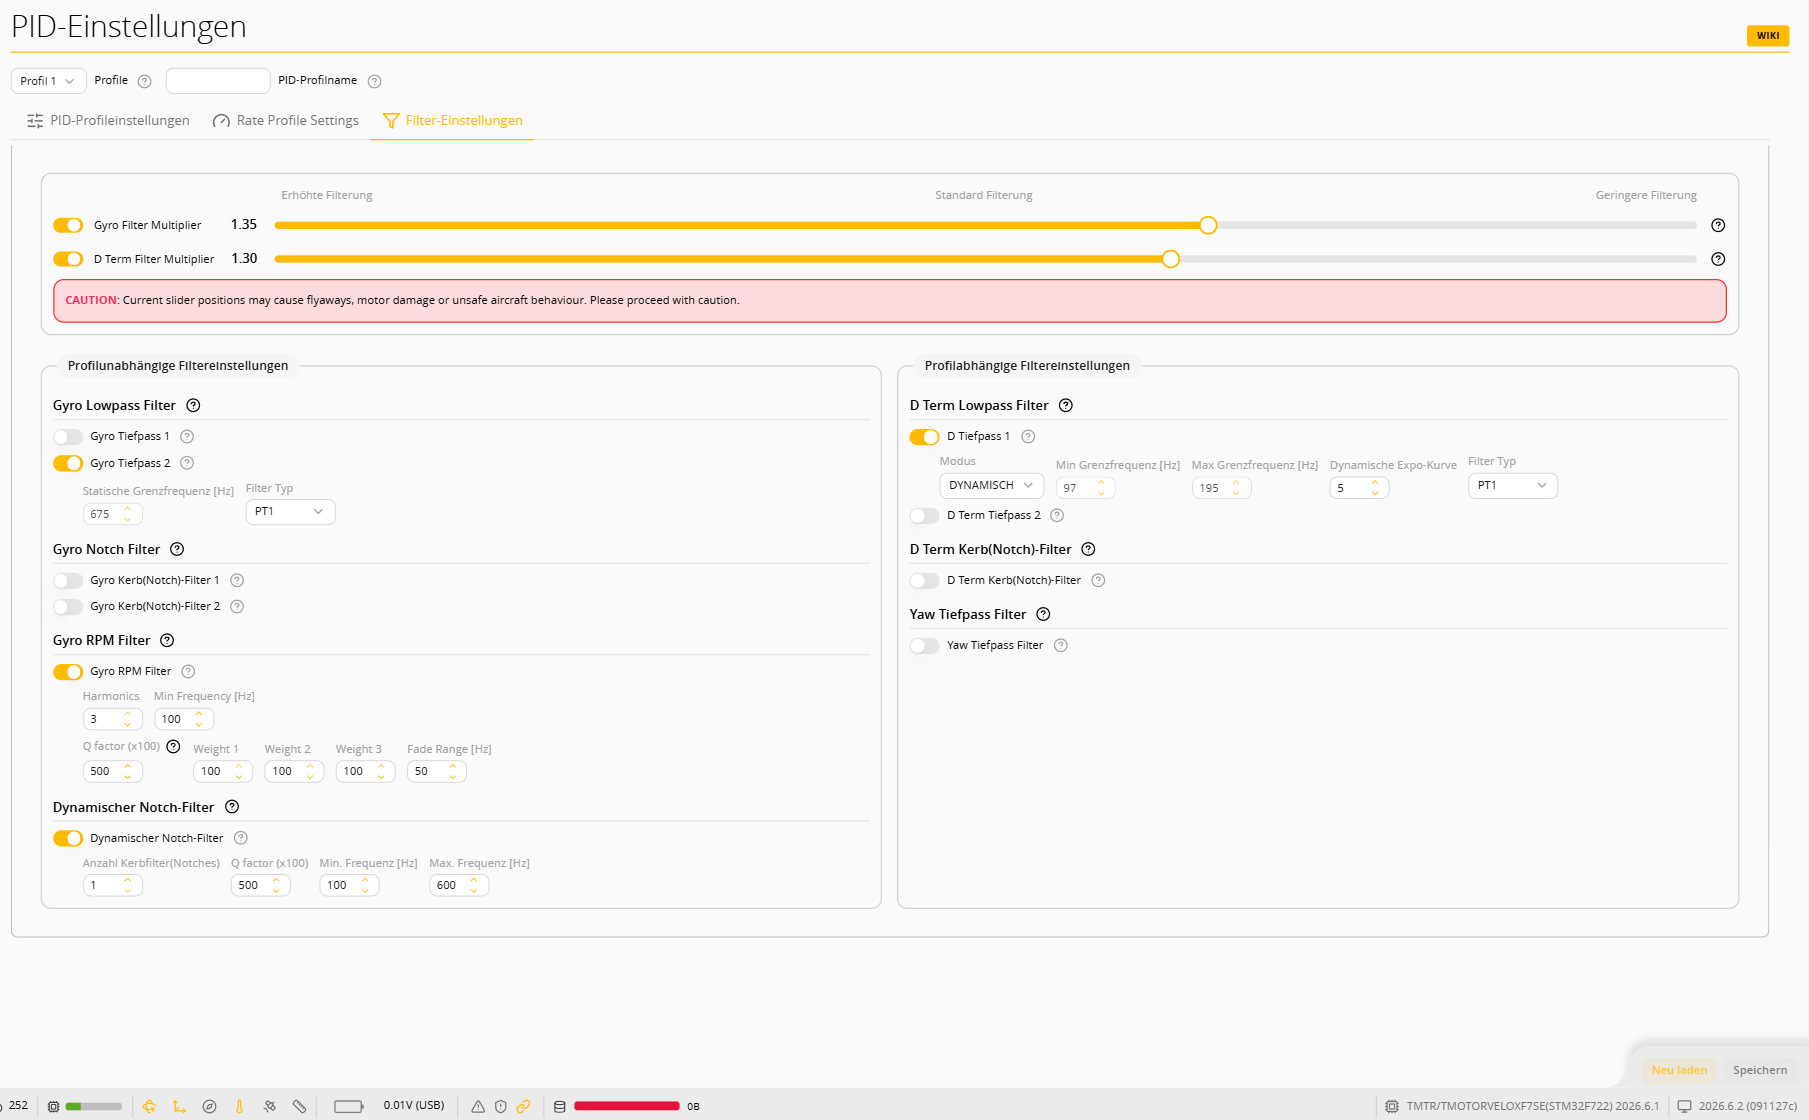 PID-Einstellungen
WIKI
Profil 1 Profile PID-Profilname
PID-Profileinstellungen Rate Profile Settings Filter-Einstellungen
Erhöhte Filterung Standard Filterung Geringere Filterung
Gyro Filter Multiplier 1.35
D Term Filter Multiplier 1.30
CAUTION: Current slider positions may cause flyaways, motor damage or unsafe aircraft behaviour. Please proceed with caution.
Profilunabhängige Filtereinstellungen
Gyro Lowpass Filter
Gyro Tiefpass 1
Gyro Tiefpass 2
Statische Grenzfrequenz [Hz] Filter Typ
675 PT1
Gyro Notch Filter
Gyro Kerb(Notch)-Filter 1
Gyro Kerb(Notch)-Filter 2
Gyro RPM Filter
Gyro RPM Filter
Harmonics Min Frequency [Hz]
3 100
Q factor (x100) Weight 1 Weight 2 Weight 3 Fade Range [Hz]
500 100 100 100 50
Dynamischer Notch-Filter
Dynamischer Notch-Filter
Anzahl Kerbfilter(Notches) Q factor (x100) Min. Frequenz [Hz] Max. Frequenz [Hz]
1 500 100 600
Profilabhängige Filtereinstellungen
D Term Lowpass Filter
D Tiefpass 1
Modus Min Grenzfrequenz [Hz] Max Grenzfrequenz [Hz] Dynamische Expo-Kurve Filter Typ
DYNAMISCH 97 195 5 PT1
D Term Tiefpass 2
D Term Kerb(Notch)-Filter
D Term Kerb(Notch)-Filter
Yaw Tiefpass Filter
Yaw Tiefpass Filter
Neu laden Speichern
252 0.01V (USB) 0B TMTR/TMOTORVELOXF7SE(STM32F722) 2026.6.1 2026.6.2 (091127c)